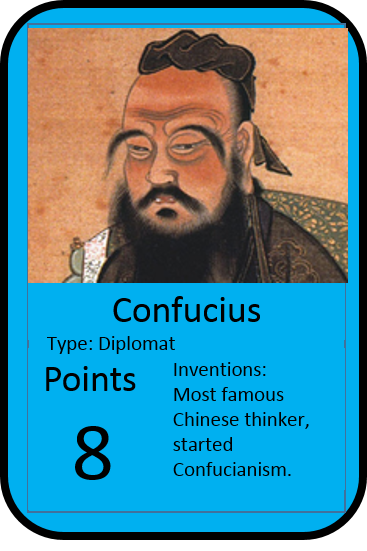 Confucius
Type: Diplomat
Points
8
Inventions:
Most famous
Chinese thinker,
started
Confucianism.